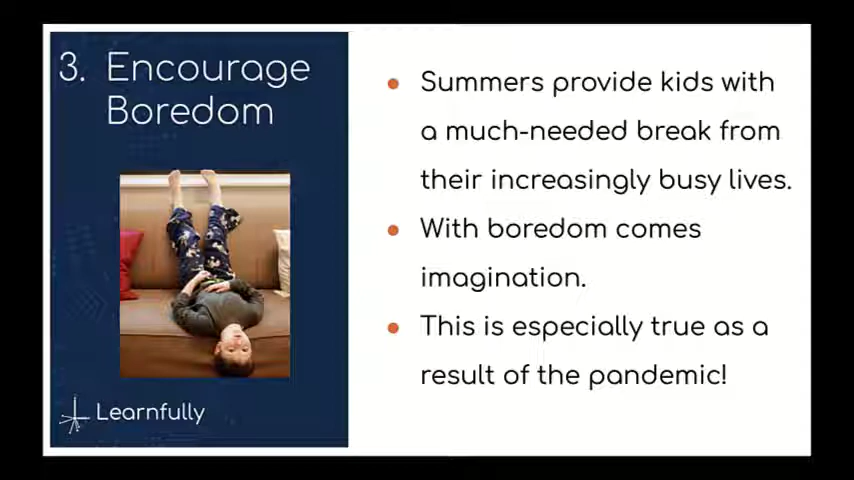 3. Encourage
Boredom
Learnfully
● Summers provide kids with
a much-needed break from
their increasingly busy lives.
● With boredom comes
imagination.
● This is especially true as a
result of the pandemic!